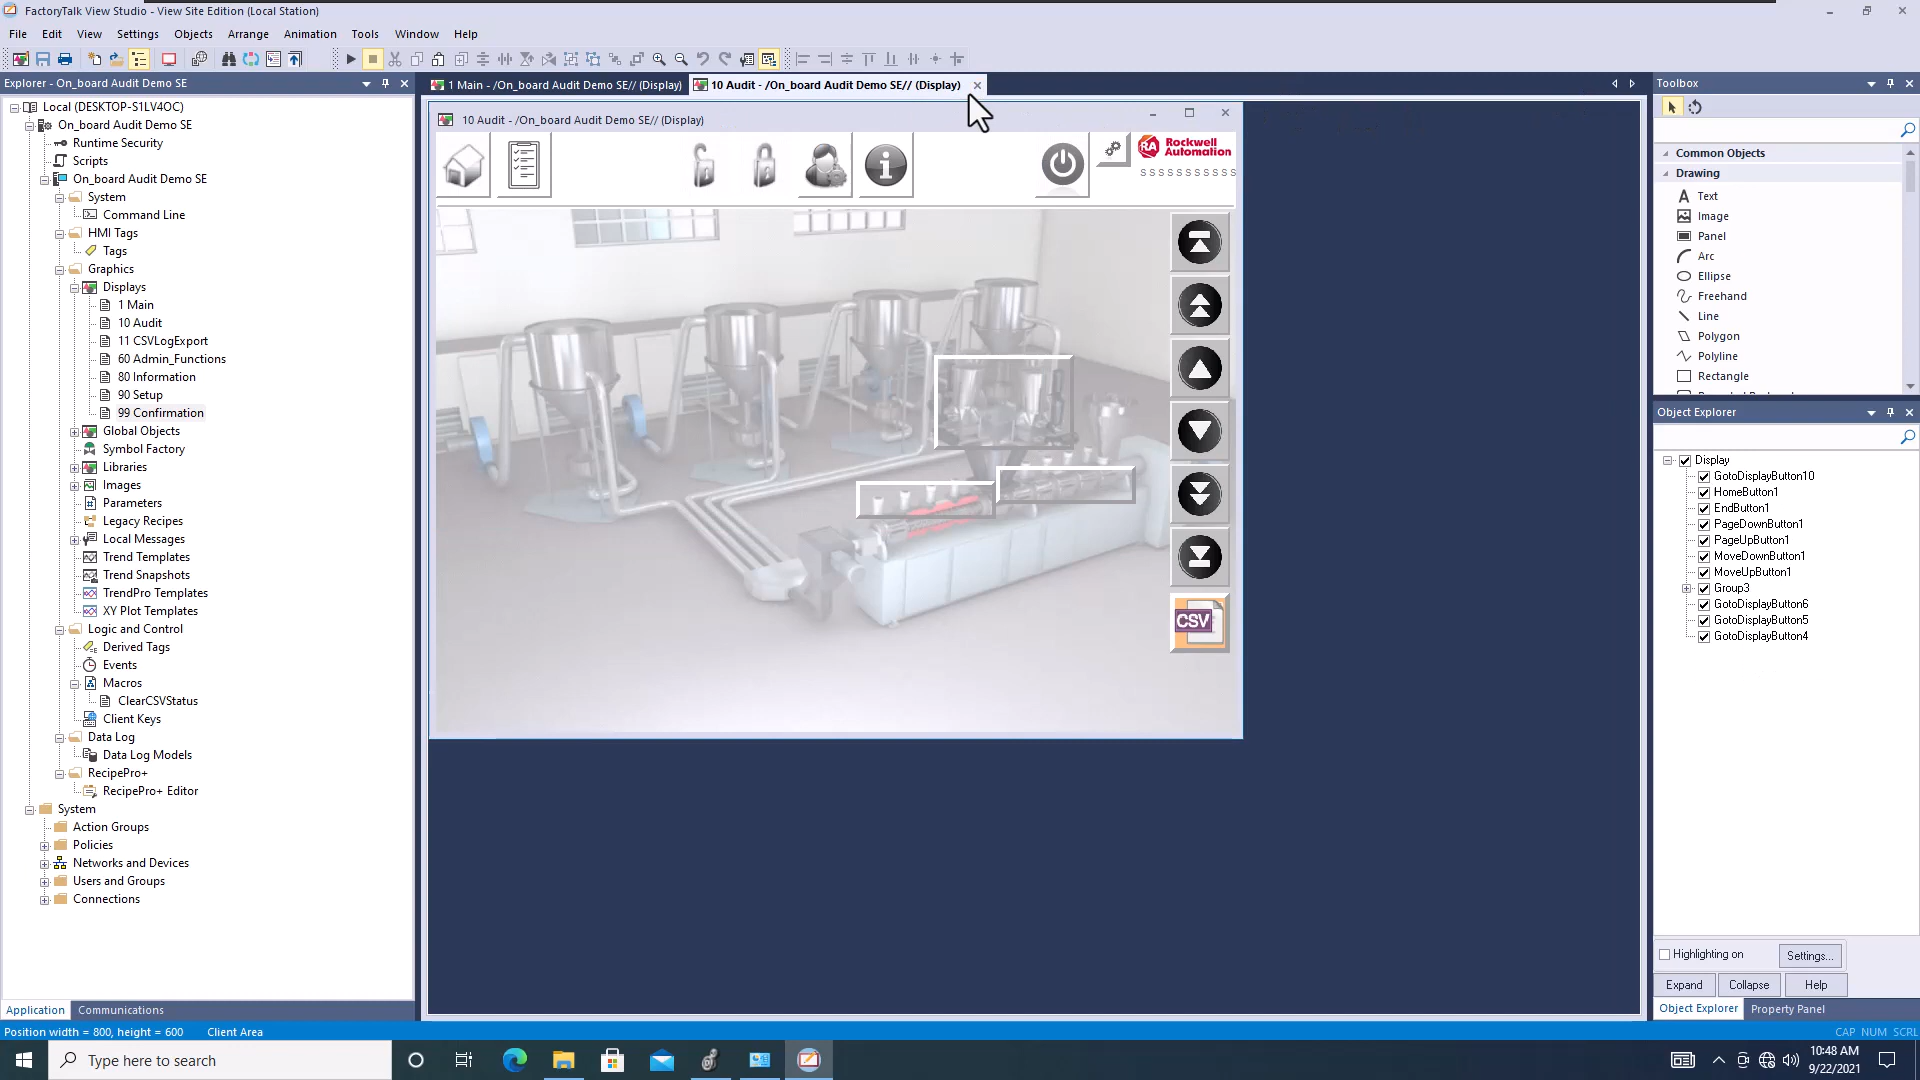 FactoryTalk View Studio - View Site Edition (Local Station)
File Edit View Settings Objects Arrange Animation Tools Window Help
Explorer - On_board Audit Demo SE
1 Main - /On_board Audit Demo SE// (Display)
10 Audit - /On_board Audit Demo SE// (Display)
Toolbox
Local (DESKTOP-S1LV4OC)
On_board Audit Demo SE
Runtime Security
Scripts
On_board Audit Demo SE
System
Command Line
HMI Tags
Tags
Graphics
Displays
1 Main
10 Audit
11 CSVLogExport
60 Admin_Functions
80 Information
90 Setup
99 Confirmation
Global Objects
Symbol Factory
Libraries
Images
Parameters
Legacy Recipes
Local Messages
Trend Templates
Trend Snapshots
TrendPro Templates
XY Plot Templates
Logic and Control
Derived Tags
Events
Macros
ClearCSVStatus
Client Keys
Data Log
Data Log Models
RecipePro+
RecipePro+ Editor
System
Action Groups
Policies
Networks and Devices
Users and Groups
Connections
Application Communications
10 Audit - /On_board Audit Demo SE// (Display)
RA Rockwell
Automation
SSSSSSSSSSS
CSV
Common Objects
Drawing
Text
Image
Panel
Arc
Ellipse
Freehand
Line
Polygon
Polyline
Rectangle
Object Explorer
Display
GotoDisplayButton10
HomeButton1
EndButton1
PageDownButton1
PageUpButton1
MoveDownButton1
MoveUpButton1
Group3
GotoDisplayButton6
GotoDisplayButton5
GotoDisplayButton4
Highlighting on Settings...
Expand Collapse Help
Object Explorer Property Panel
Position width = 800, height = 600 Client Area
CAP NUM SCRL
Type here to search
10:48 AM
9/22/2021